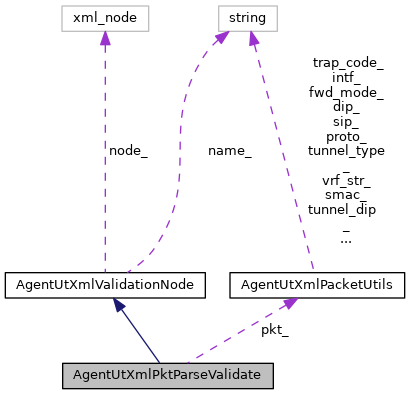 xml_node
string
trap_code_
intf_
fwd_mode_
dip_
sip_
proto_
tunnel_type
_
vrf_str_
smac_
tunnel_dip
_
...
node_
name_
AgentUtXmlValidationNode
AgentUtXmlPacketUtils
pkt_
AgentUtXmlPktParseValidate